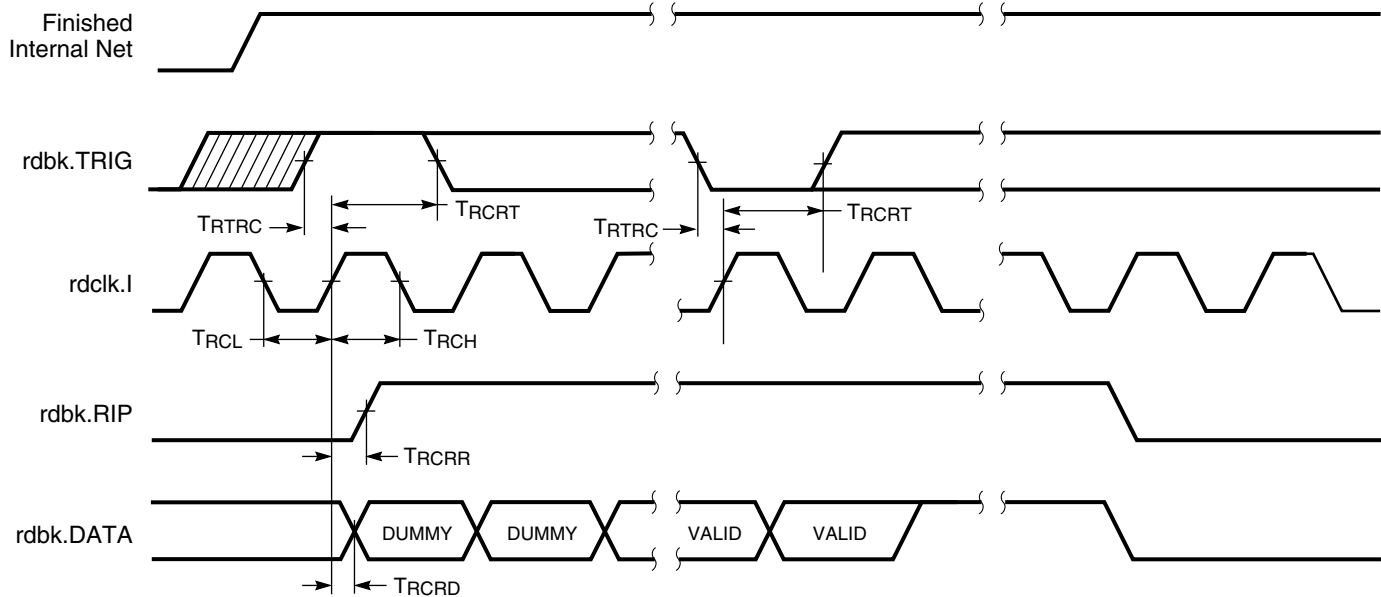 Finished
Internal Net
rdbk.TRIG
TRTRC
TRCRT
TRTRC
TRCRT
rdclk.I
TRCL
TRCH
rdbk.RIP
TRCRR
rdbk.DATA
DUMMY
DUMMY
VALID
VALID
TRCRD